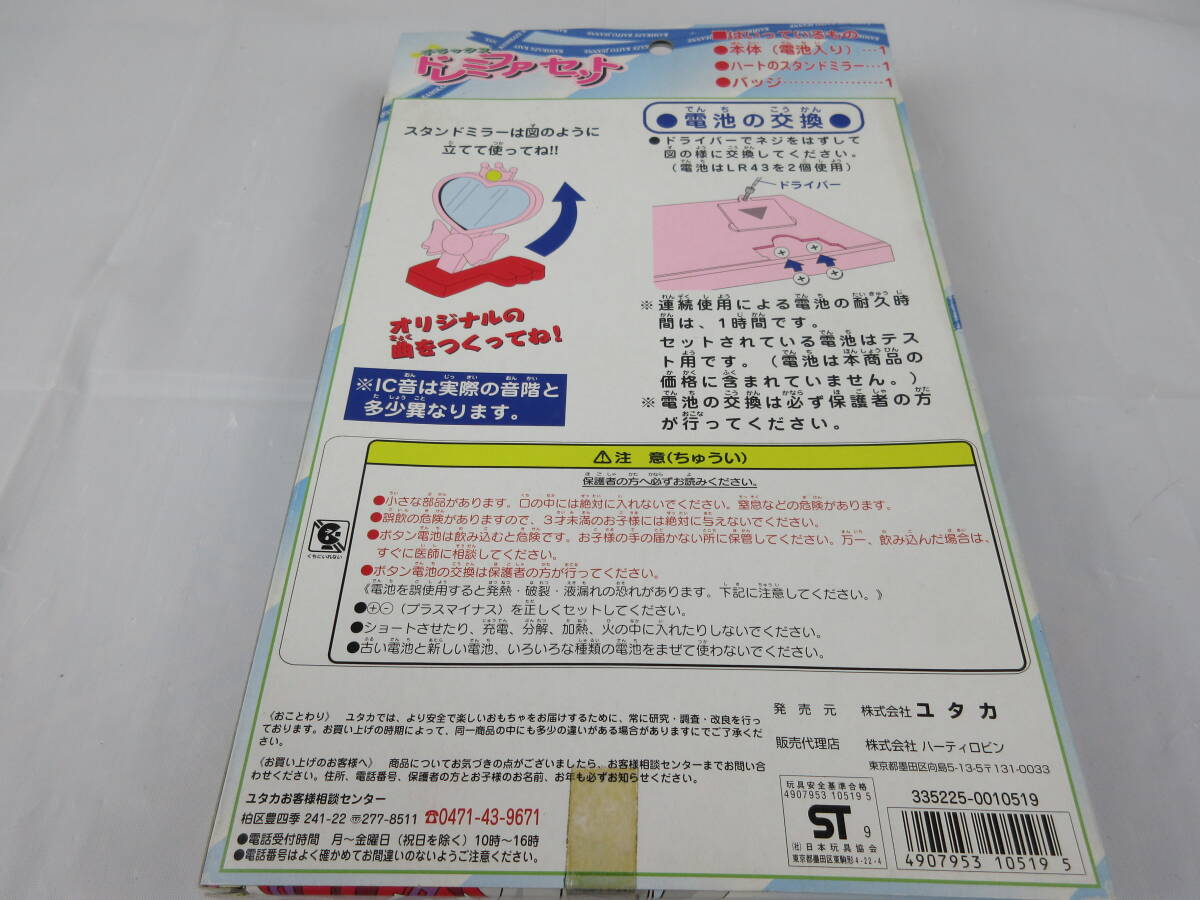 デラックス
ドレミファセット
KAMIKAZE KAITO JEANNE
■はいっているもの
●本体(電池入り)…1
●ハートのスタンドミラー…1
●バッジ………………1
スタンドミラーは図のように
立てて使ってね!!
オリジナルの
曲をつくってね!
※IC音は実際の音階と
多少異なります。
●電池の交換●
●ドライバーでネジをはずして
図の様に交換してください。
(電池はLR43を2個使用)
ドライバー
※連続使用による電池の耐久時
間は、1時間です。
セットされている電池はテス
ト用です。(電池は本商品の
価格に含まれていません。)
※電池の交換は必ず保護者の方
が行ってください。
⚠注 意(ちゅうい)
保護者の方へ必ずお読みください。
くちにいれない
●小さな部品があります。口の中には絶対に入れないでください。窒息などの危険があります。
●誤飲の危険がありますので、3才未満のお子様には絶対に与えないでください。
●ボタン電池は飲み込むと危険です。お子様の手の届かない所に保管してください。万一、飲み込んだ場合は、
すぐに医師に相談してください。
●ボタン電池の交換は保護者の方が行ってください。
《電池を誤使用すると発熱・破裂・液漏れの恐れがあります。下記に注意してください。》
●⊕⊖(プラスマイナス)を正しくセットしてください。
●ショートさせたり、充電、分解、加熱、火の中に入れたりしないでください。
●古い電池と新しい電池、いろいろな種類の電池をまぜて使わないでください。
〈おことわり〉 ユタカでは、より安全で楽しいおもちゃをお届けするために、常に研究・調査・改良を行っ
ております。お買い上げの時期によって、同一商品の中にも多少の違いがある場合がありますにでご了承くだ
さい。
〈お買い上げのお客様へ〉 商品についてお気づきの点がございましたら、お客様相談センターまでお問い合
わせください。住所、電話番号、保護者の方とお子様のお名前、お年も必ずお知らせください。
ユタカお客様相談センター
柏区豊四季 241-22 〒277-8511 ☎0471-43-9671
●電話受付時間 月〜金曜日(祝日を除く)10時〜16時
●電話番号はよく確かめてお間違いのないようご注意ください。
発売元 株式会社 ユタカ
販売代理店 株式会社 ハーティロビン
東京都墨田区向島5-13-5〒131-0033
玩具安全基準合格
4907953 10519 5
ST 9
(社)日本玩具協会
東京都墨田区東駒形4-22-4
335225-0010519
4907953 105195